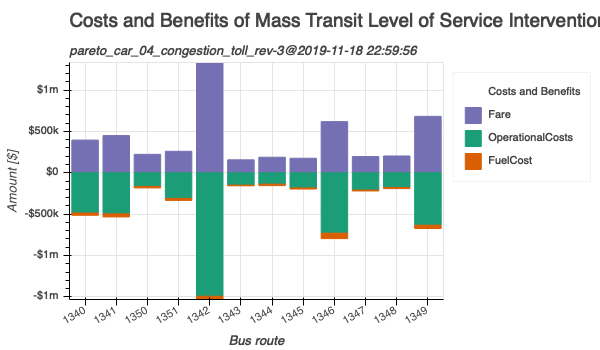 Costs and Benefits of Mass Transit Level of Service Intervention
pareto_car_04_congestion_toll_rev-3@2019-11-18 22:59:56
Costs and Benefits
Fare
OperationalCosts
FuelCost
Amount [$]
$1m
$500k
$0
-$500k
-$1m
-$1m
1340
1341
1350
1351
1342
1343
1344
1345
1346
1347
1348
1349
Bus route